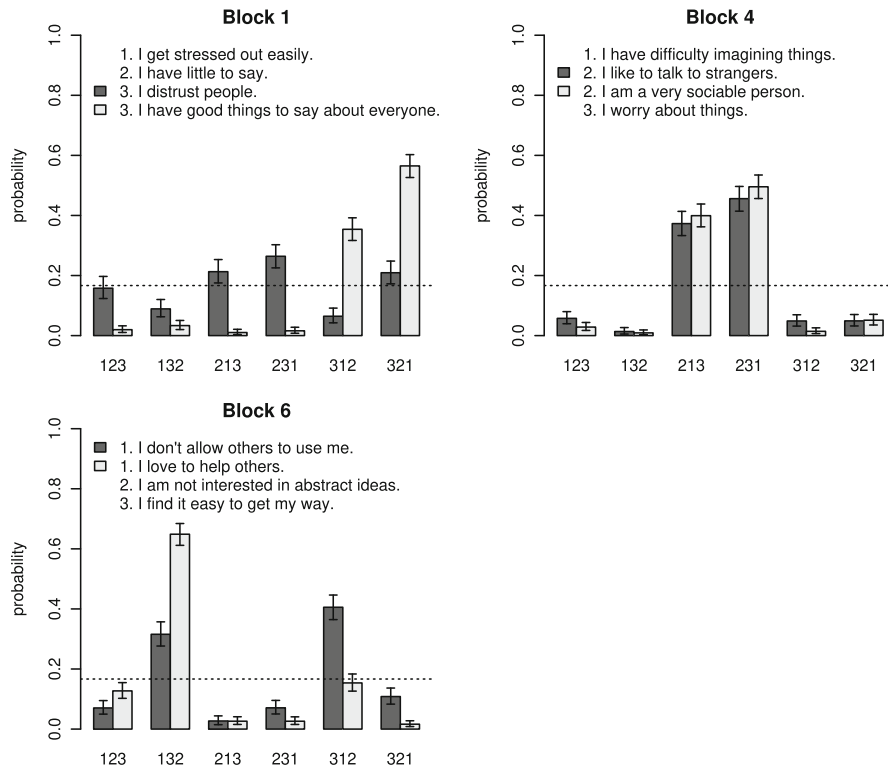 Block 1
1. I get stressed out easily.
2. I have little to say.
3. I distrust people.
3. I have good things to say about everyone.
probability
0.0 0.2 0.4 0.6 0.8 1.0
123 132 213 231 312 321
Block 4
1. I have difficulty imagining things.
2. I like to talk to strangers.
2. I am a very sociable person.
3. I worry about things.
probability
0.0 0.2 0.4 0.6 0.8 1.0
123 132 213 231 312 321
Block 6
1. I don't allow others to use me.
1. I love to help others.
2. I am not interested in abstract ideas.
3. I find it easy to get my way.
probability
0.0 0.2 0.4 0.6 0.8 1.0
123 132 213 231 312 321